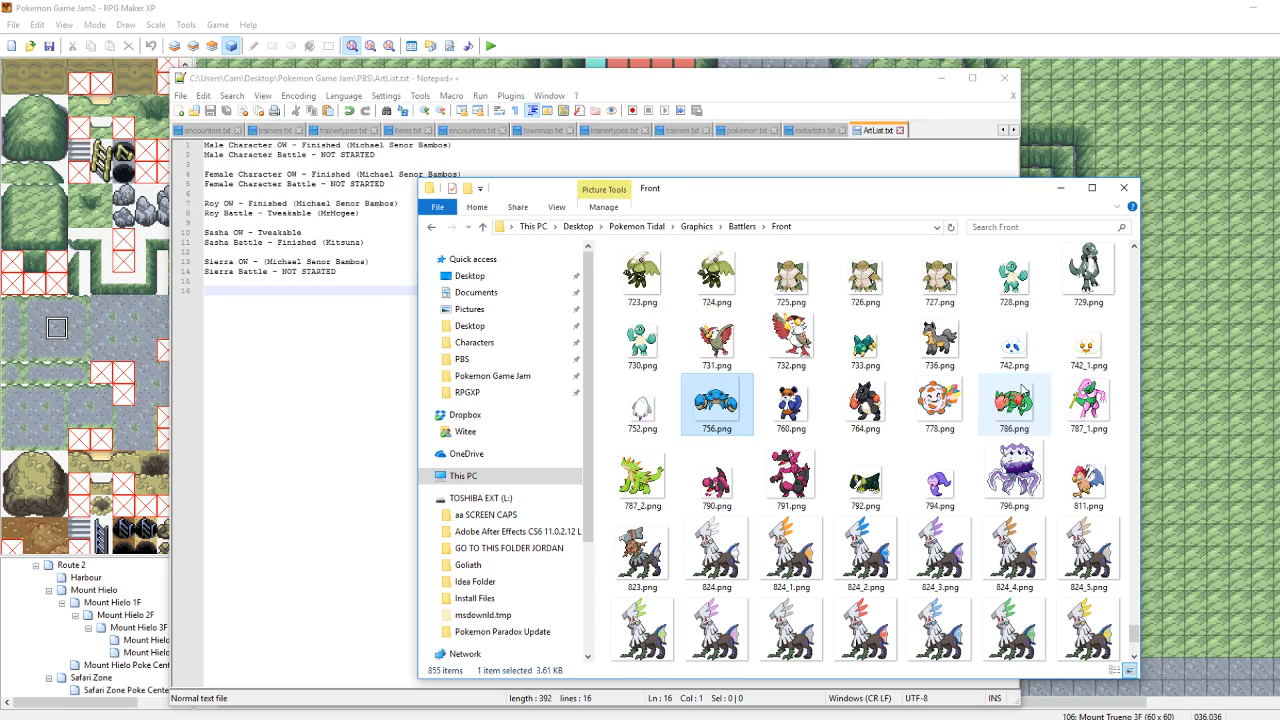 Pokemon Game Jam2 - RPG Maker XP
File Edit View Mode Draw Scale Tools Game Help
C:\Users\Cam\Desktop\Pokemon Game Jam\PBS\ArtList.txt - Notepad++
File Edit Search View Encoding Language Settings Tools Macro Run Plugins Window ? X
encounters.txt trainers.txt trainertypes.txt items.txt encounters.txt townmap.txt trainertypes.txt trainers.txt pokemon.txt metadata.txt ArtList.txt
1 Male Character OW - Finished (Michael Senor Bambos)
2 Male Character Battle - NOT STARTED
3
4 Female Character OW - Finished (Michael Senor Bambos)
5 Female Character Battle - NOT STARTED
6
7 Roy OW - Finished (Michael Senor Bambos)
8 Roy Battle - Tweakable (MrMcgee)
9
10 Sasha OW - Tweakable
11 Sasha Battle - Finished (Kitsuna)
12
13 Sierra OW - (Michael Senor Bambos)
14 Sierra Battle - NOT STARTED
15
16
Picture Tools Front
File Home Share View Manage
This PC > Desktop > Pokemon Tidal > Graphics > Battlers > Front
Search Front
Quick access
Desktop
Documents
Pictures
Desktop
Characters
PBS
Pokemon Game Jam
RPGXP
Dropbox
Witee
OneDrive
This PC
TOSHIBA EXT (L:)
aa SCREEN CAPS
Adobe After Effects CS6 11.0.2.12 L
GO TO THIS FOLDER JORDAN
Goliath
Idea Folder
Install Files
msdownld.tmp
Pokemon Paradox Update
Network
723.png 724.png 725.png 726.png 727.png 728.png 729.png
730.png 731.png 732.png 733.png 736.png 742.png 742_1.png
752.png 756.png 760.png 764.png 778.png 786.png 787_1.png
787_2.png 790.png 791.png 792.png 794.png 796.png 811.png
823.png 824.png 824_1.png 824_2.png 824_3.png 824_4.png 824_5.png
855 items 1 item selected 3.61 KB
Route 2
Harbour
Mount Hielo
Mount Hielo 1F
Mount Hielo 2F
Mount Hielo 3F
Mount Hielo
Mount Hielo
Mount Hielo Poke Cent
Safari Zone
Safari Zone Poke Cente
Normal text file length : 392 lines : 16 Ln : 16 Col : 1 Sel : 0 | 0 Windows (CR LF) UTF-8 INS
106: Mount Trueno 3F (60 x 60) 036,036